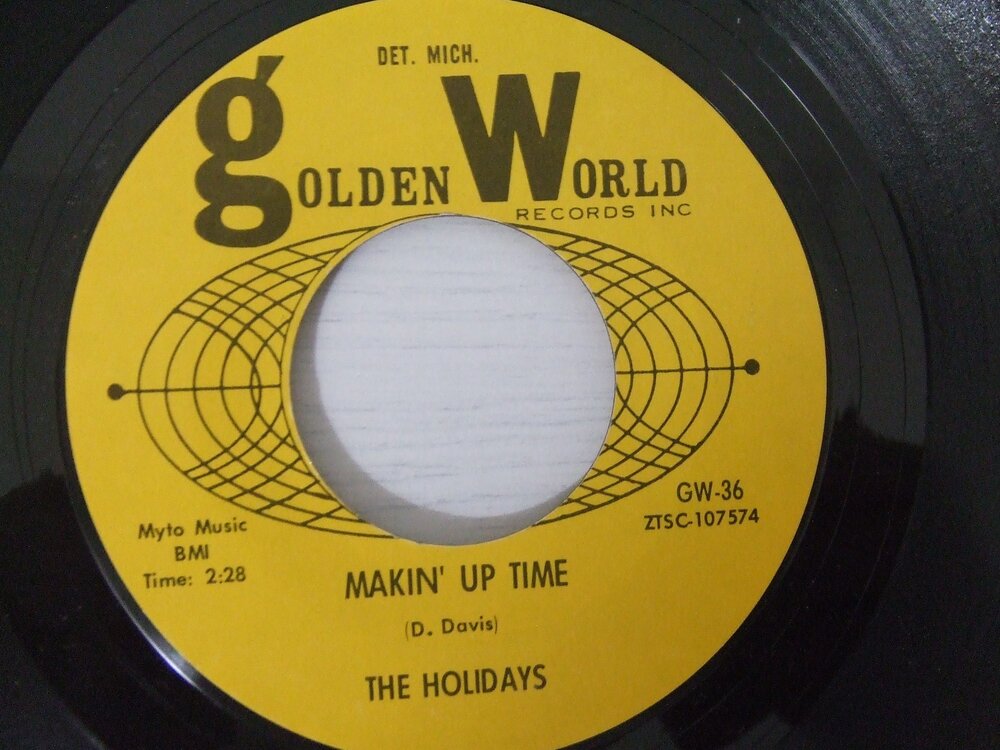 DET. MICH.
gOLDEN WORLD
RECORDS INC
GW-36
ZTSC-107574
Myto Music
BMI
Time: 2:28
MAKIN' UP TIME
(D. Davis)
THE HOLIDAYS